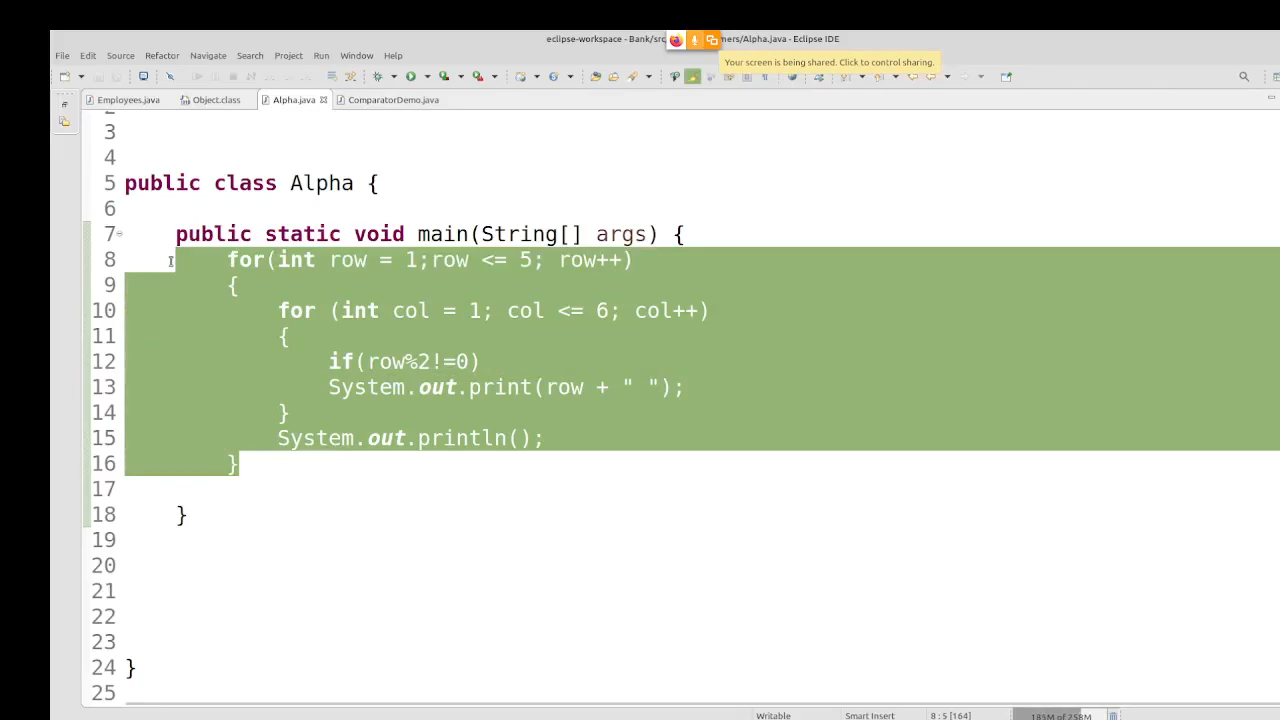 eclipse-workspace - Bank/src
mers/Alpha.java - Eclipse IDE
File Edit Source Refactor Navigate Search Project Run Window Help
Your screen is being shared. Click to control sharing.
Employees.java Object.class Alpha.java ComparatorDemo.java
3
4
5 public class Alpha {
6
7 public static void main(String[] args) {
8 for(int row = 1;row <= 5; row++)
9 {
10 for (int col = 1; col <= 6; col++)
11 {
12 if(row%2!=0)
13 System.out.print(row + " ");
14 }
15 System.out.println();
16 }
17
18 }
19
20
21
22
23
24 }
25
Writable Smart Insert 8 : 5 [164] 185M of 258M